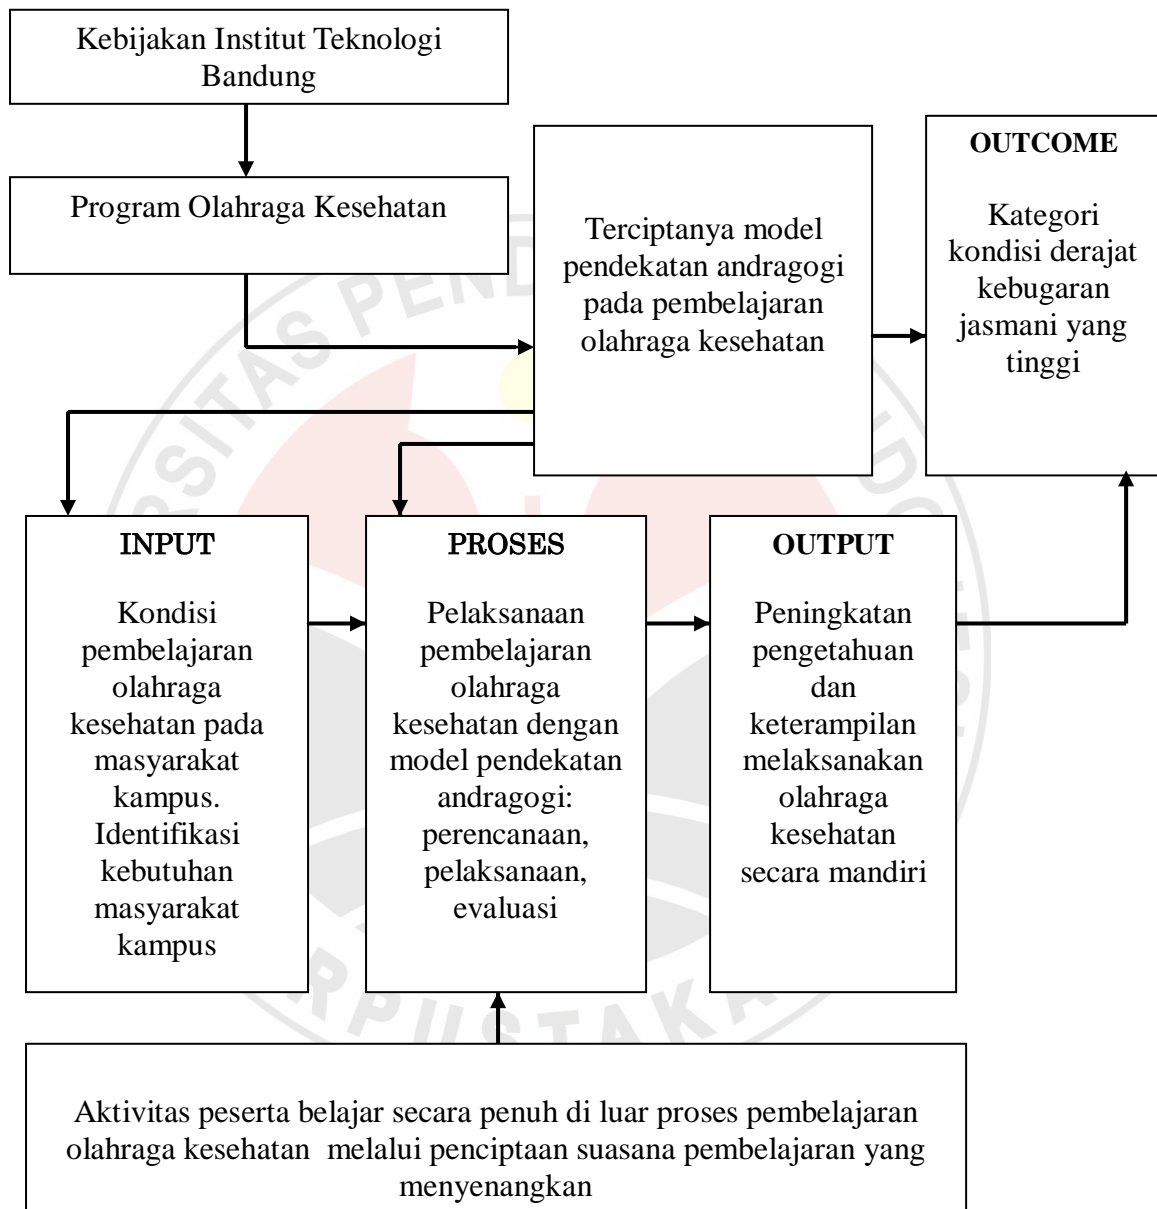 Kebijakan Institut Teknologi
Bandung
Program Olahraga Kesehatan
Terciptanya model
pendekatan andragogi
pada pembelajaran
olahraga kesehatan
OUTCOME
Kategori
kondisi derajat
kebugaran
jasmani yang
tinggi
INPUT
Kondisi
pembelajaran
olahraga
kesehatan pada
masyarakat
kampus.
Identifikasi
kebutuhan
masyarakat
kampus
PROSES
Pelaksanaan
pembelajaran
olahraga
kesehatan dengan
model pendekatan
andragogi:
perencanaan,
pelaksanaan,
evaluasi
OUTPUT
Peningkatan
pengetahuan
dan
keterampilan
melaksanakan
olahraga
kesehatan
secara mandiri
Aktivitas peserta belajar secara penuh di luar proses pembelajaran
olahraga kesehatan melalui penciptaan suasana pembelajaran yang
menyenangkan